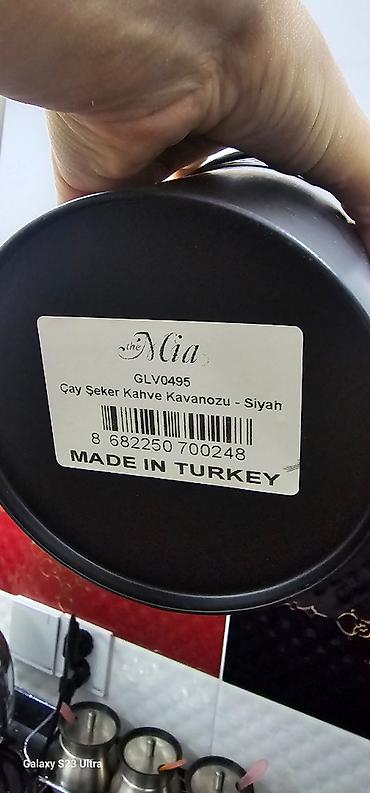 the Mia
GLV0495
Çay Şeker Kahve Kavanozu - Siyah
8 682250 700248
MADE IN TURKEY
Galaxy S23 Ultra